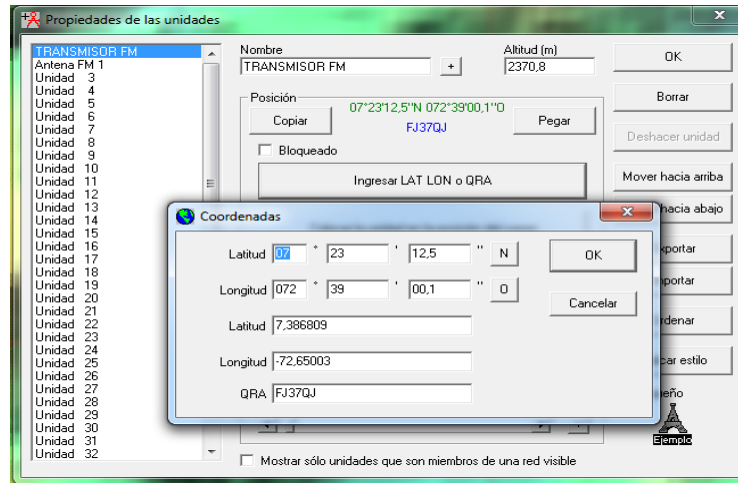 Propiedades de las unidades
TRANSMISOR FM
Antena FM 1
Unidad 3
Unidad 4
Unidad 5
Unidad 6
Unidad 7
Unidad 8
Unidad 9
Unidad 10
Unidad 11
Unidad 12
Unidad 13
Unidad 14
Unidad 15
Unidad 16
Unidad 17
Unidad 18
Unidad 19
Unidad 20
Unidad 21
Unidad 22
Unidad 23
Unidad 24
Unidad 25
Unidad 26
Unidad 27
Unidad 28
Unidad 29
Unidad 30
Unidad 31
Unidad 32
Nombre
TRANSMISOR FM
+
Altitud (m)
2370,8
Posición
Copiar
07°23'12,5"N 072°39'00,1"O
FJ37QJ
Pegar
Bloqueado
Ingresar LAT LON o QRA
OK
Borrar
Deshacer unidad
Mover hacia arriba
hacia abajo
Coordenadas
Latitud 07 ° 23 ' 12,5 " N
Longitud 072 ° 39 ' 00,1 " O
Latitud 7,386809
Longitud -72,65003
QRA FJ37QJ
OK
Cancelar
Ejemplo
Mostrar sólo unidades que son miembros de una red visible